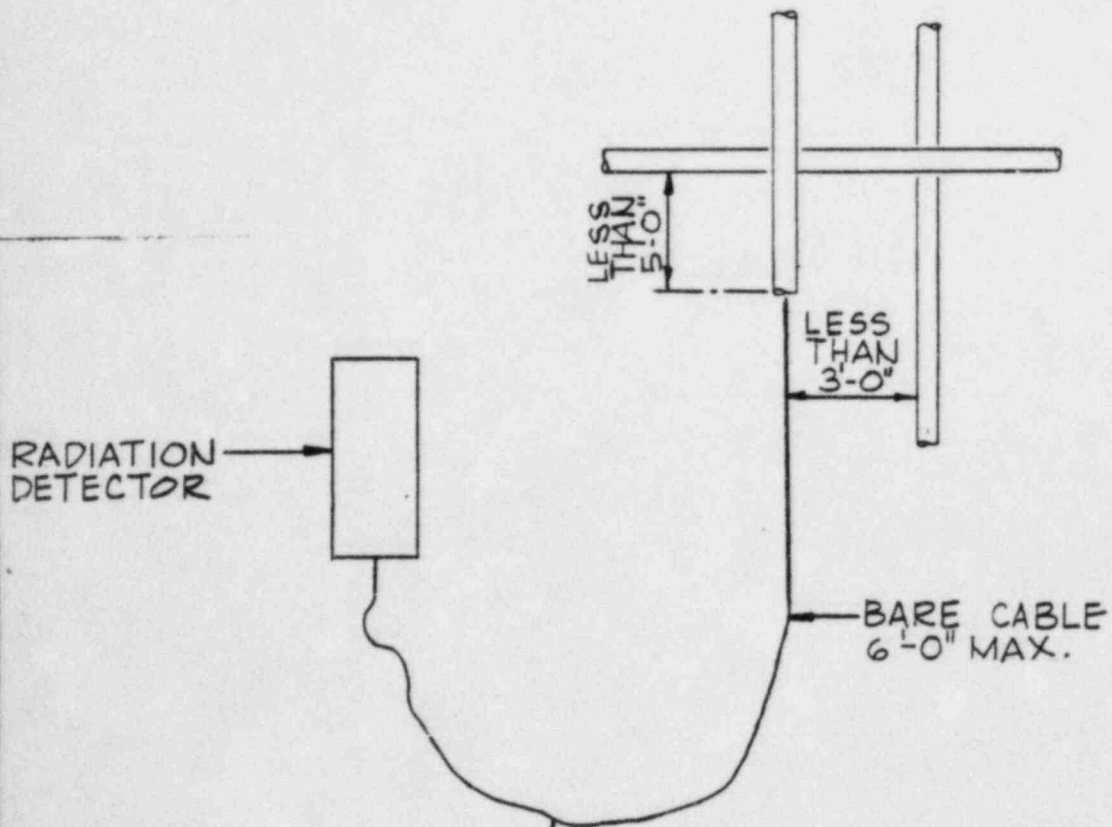 LESS
THAN
5'-0"
LESS
THAN
3'-0"
RADIATION
DETECTOR
BARE CABLE
6'-0" MAX.